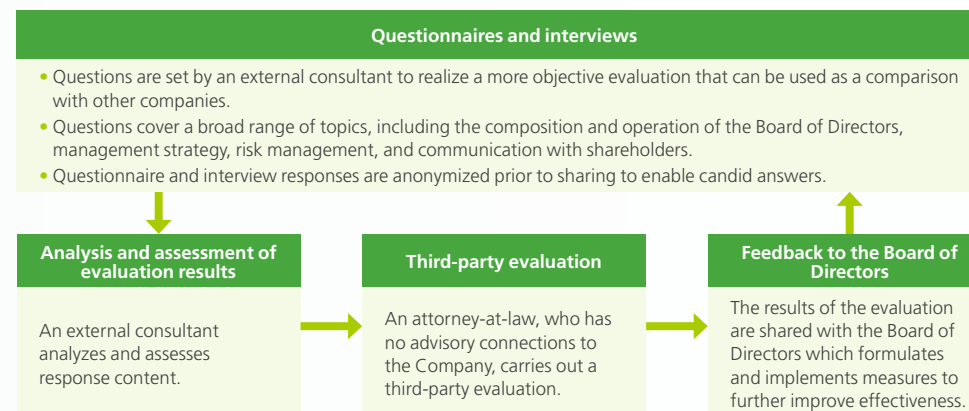 Questionnaires and interviews
• Questions are set by an external consultant to realize a more objective evaluation that can be used as a comparison
with other companies.
• Questions cover a broad range of topics, including the composition and operation of the Board of Directors,
management strategy, risk management, and communication with shareholders.
• Questionnaire and interview responses are anonymized prior to sharing to enable candid answers.
Analysis and assessment of
evaluation results
An external consultant
analyzes and assesses
response content.
Third-party evaluation
An attorney-at-law, who has
no advisory connections to
the Company, carries out a
third-party evaluation.
Feedback to the Board of
Directors
The results of the evaluation
are shared with the Board of
Directors which formulates
and implements measures to
further improve effectiveness.